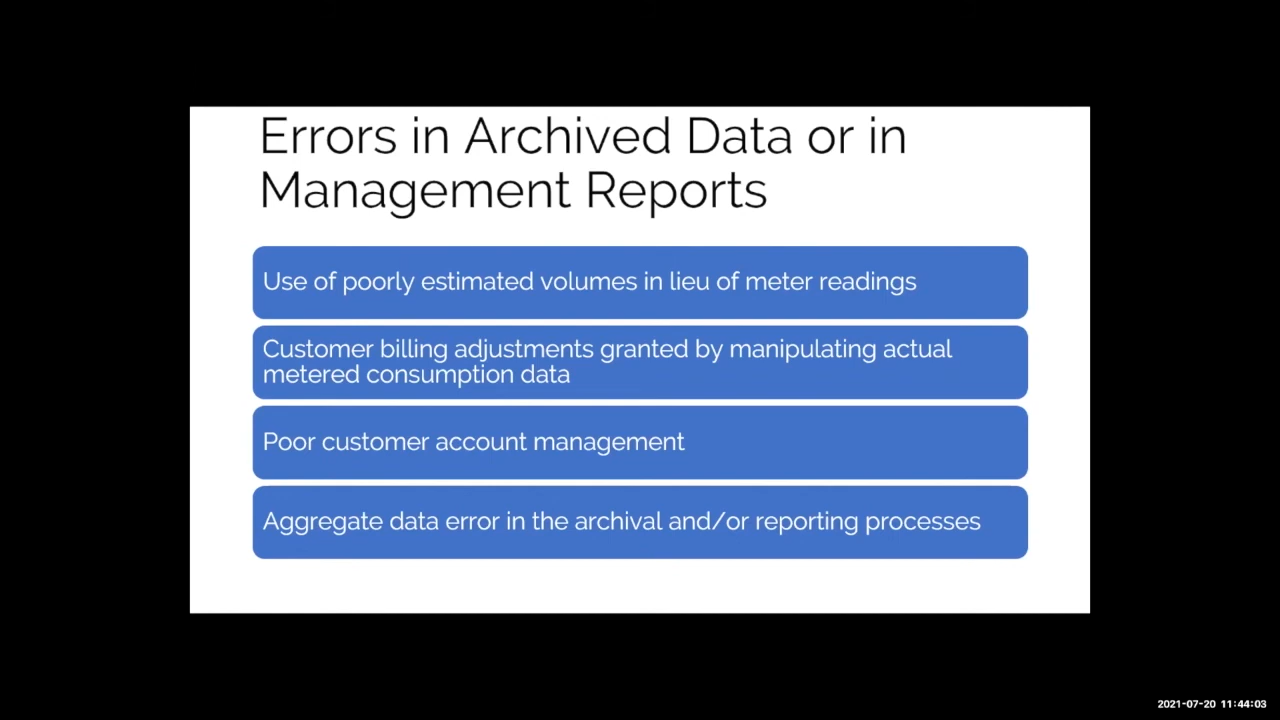 Errors in Archived Data or in
Management Reports
Use of poorly estimated volumes in lieu of meter readings
Customer billing adjustments granted by manipulating actual
metered consumption data
Poor customer account management
Aggregate data error in the archival and/or reporting processes
2021-07-20 11:44:03